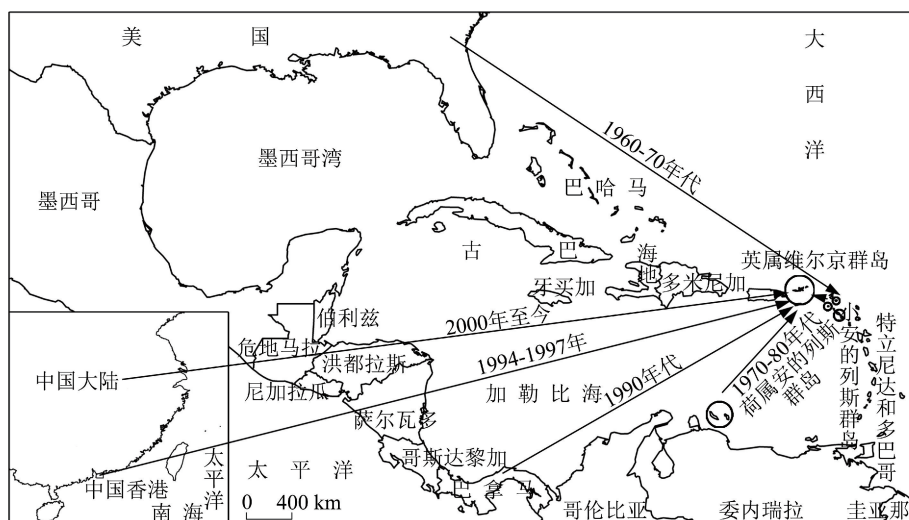 美国
大西洋
墨西哥湾
1960-70年代
墨西哥
巴哈马
古巴
海地
英属维尔京群岛
牙买加
多米尼加
伯利兹
2000年至今
危地马拉
洪都拉斯
1994-1997年
中国大陆
尼加拉瓜
加勒比海
1990年代
1970-80年代
荷属安的列斯
群岛
小安的列斯群岛
特立尼达和多巴哥
萨尔瓦多
哥斯达黎加
太平洋
太平洋
中国香港
巴拿马
南海
0 400 km
哥伦比亚
委内瑞拉
圭亚那